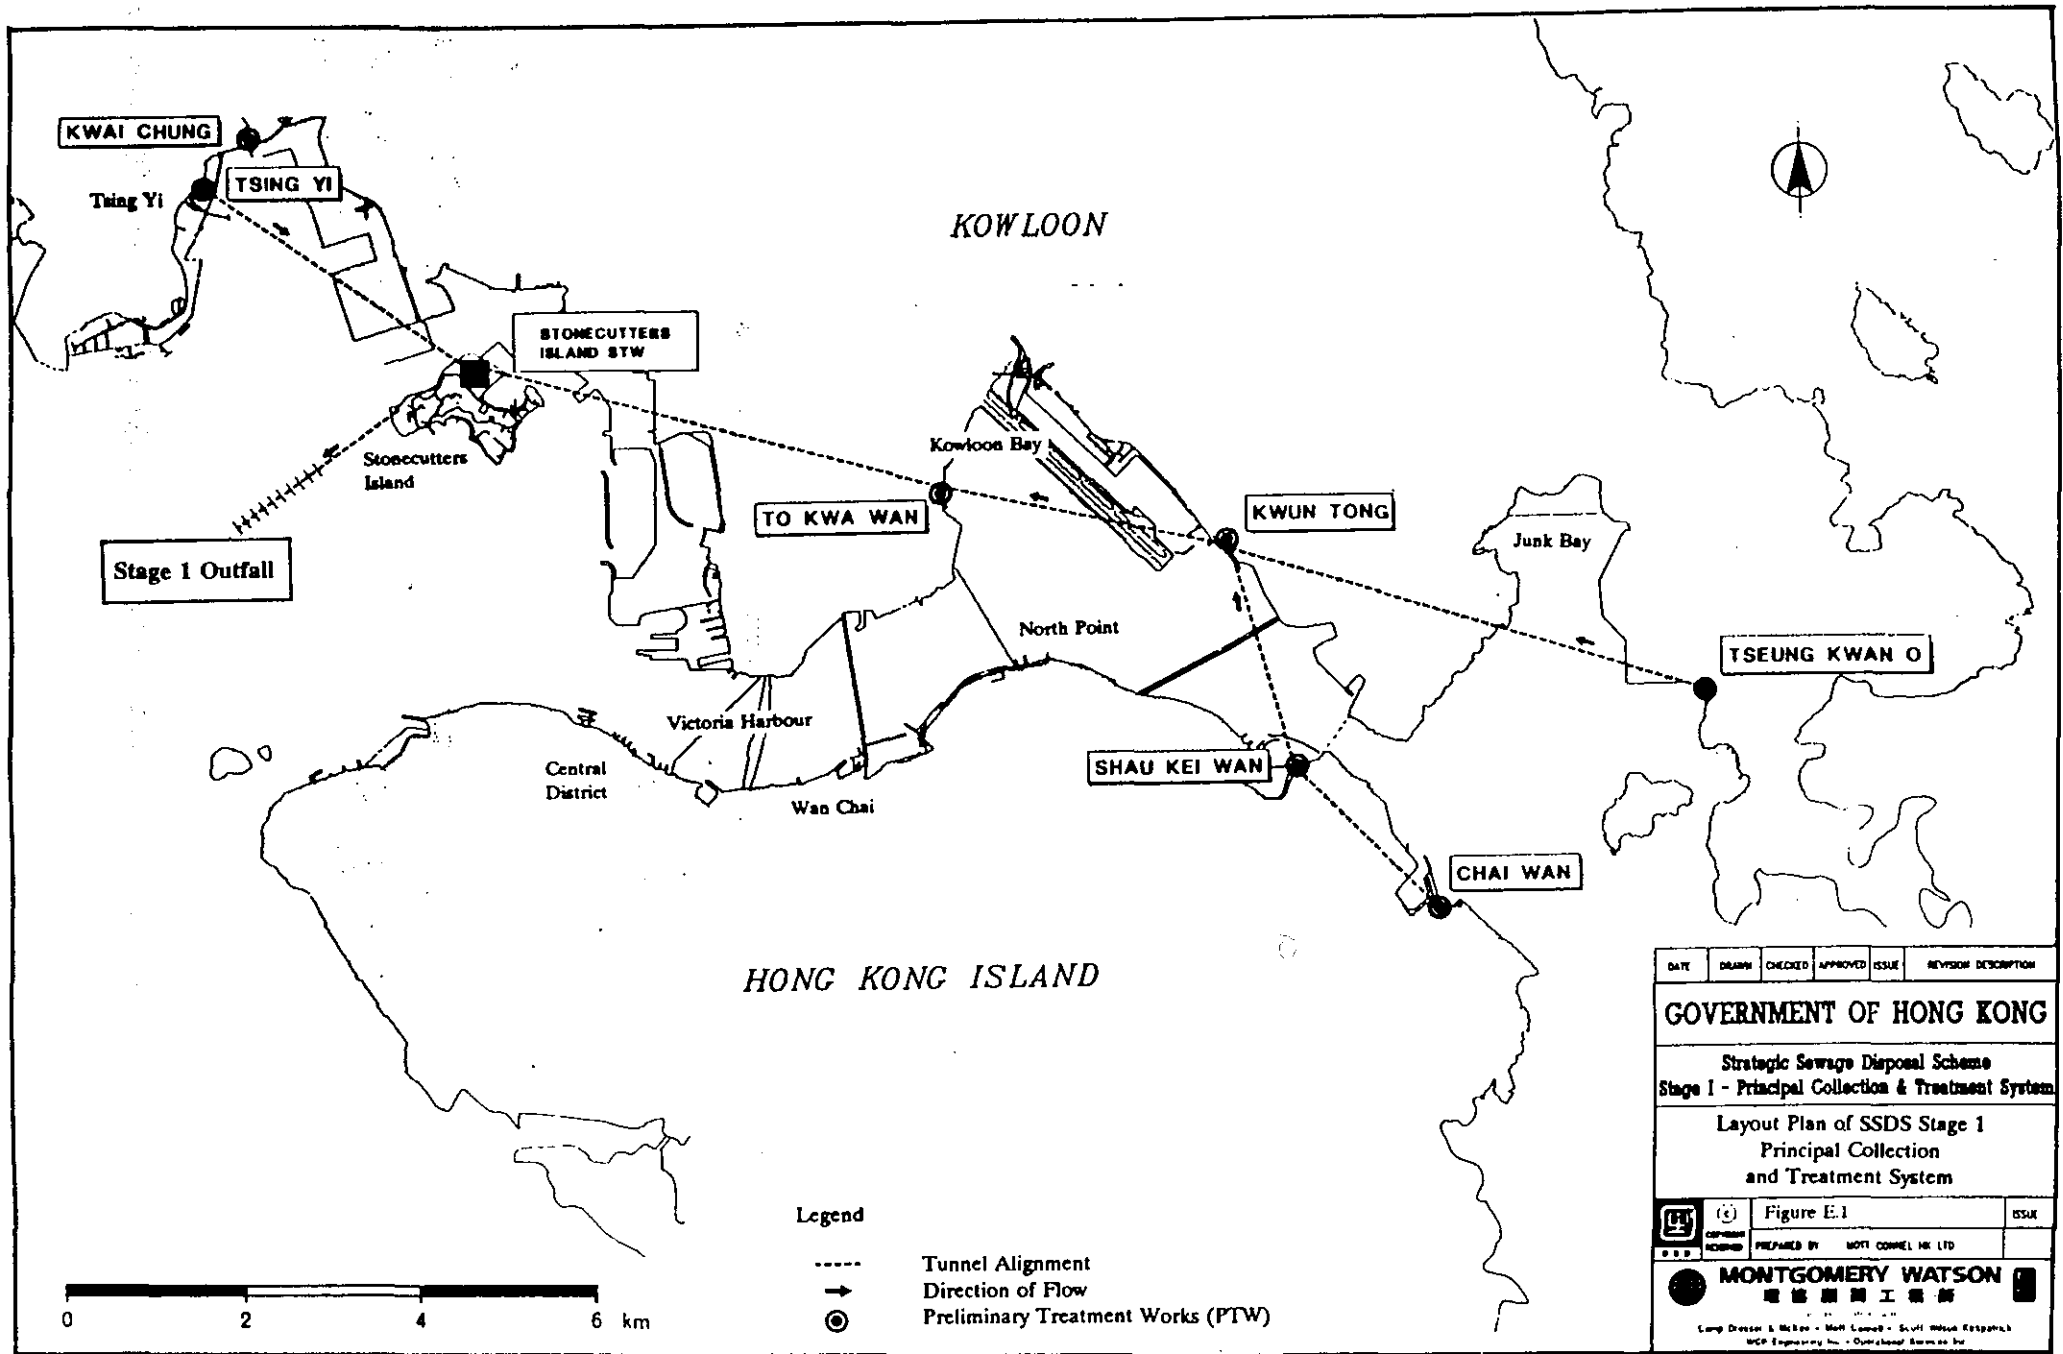 KWAI CHUNG
TSING YI
Tsing Yi
KOWLOON
STONECUTTERS
ISLAND STW
Kowloon Bay
Stonecutters
Island
TO KWA WAN
KWUN TONG
Junk Bay
Stage 1 Outfall
North Point
TSEUNG KWAN O
Victoria Harbour
Central
District
SHAU KEI WAN
Wan Chai
CHAI WAN
HONG KONG ISLAND
DATE DRAWN CHECKED APPROVED ISSUE REVISION DESCRIPTION
GOVERNMENT OF HONG KONG
Strategic Sewage Disposal Scheme
Stage I - Principal Collection & Treatment System
Layout Plan of SSDS Stage 1
Principal Collection
and Treatment System
Figure E.1 ISSUE
COPYRIGHT
RESERVED
PREPARED BY MOTT CONNEL HK LTD
MONTGOMERY WATSON
Legend
Tunnel Alignment
Direction of Flow
Preliminary Treatment Works (PTW)
0 2 4 6 km